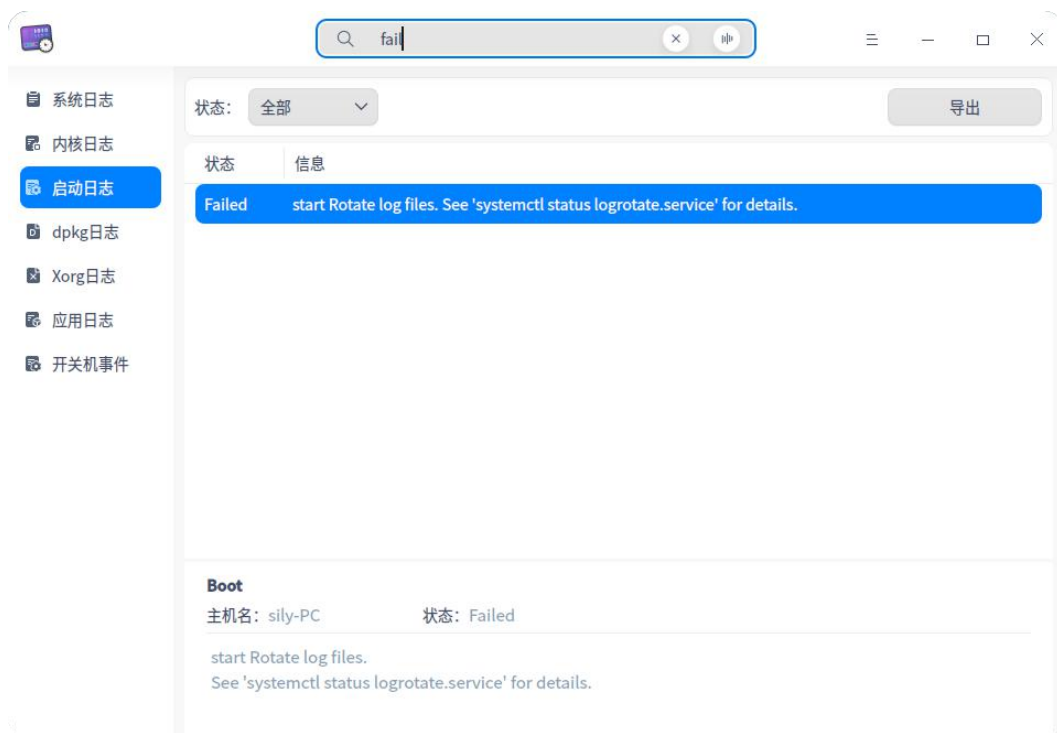 fail
系统日志
内核日志
启动日志
dpkg日志
Xorg日志
应用日志
开关机事件
状态： 全部 导出
状态 信息
Failed start Rotate log files. See 'systemctl status logrotate.service' for details.
Boot
主机名： sily-PC 状态： Failed
start Rotate log files.
See 'systemctl status logrotate.service' for details.